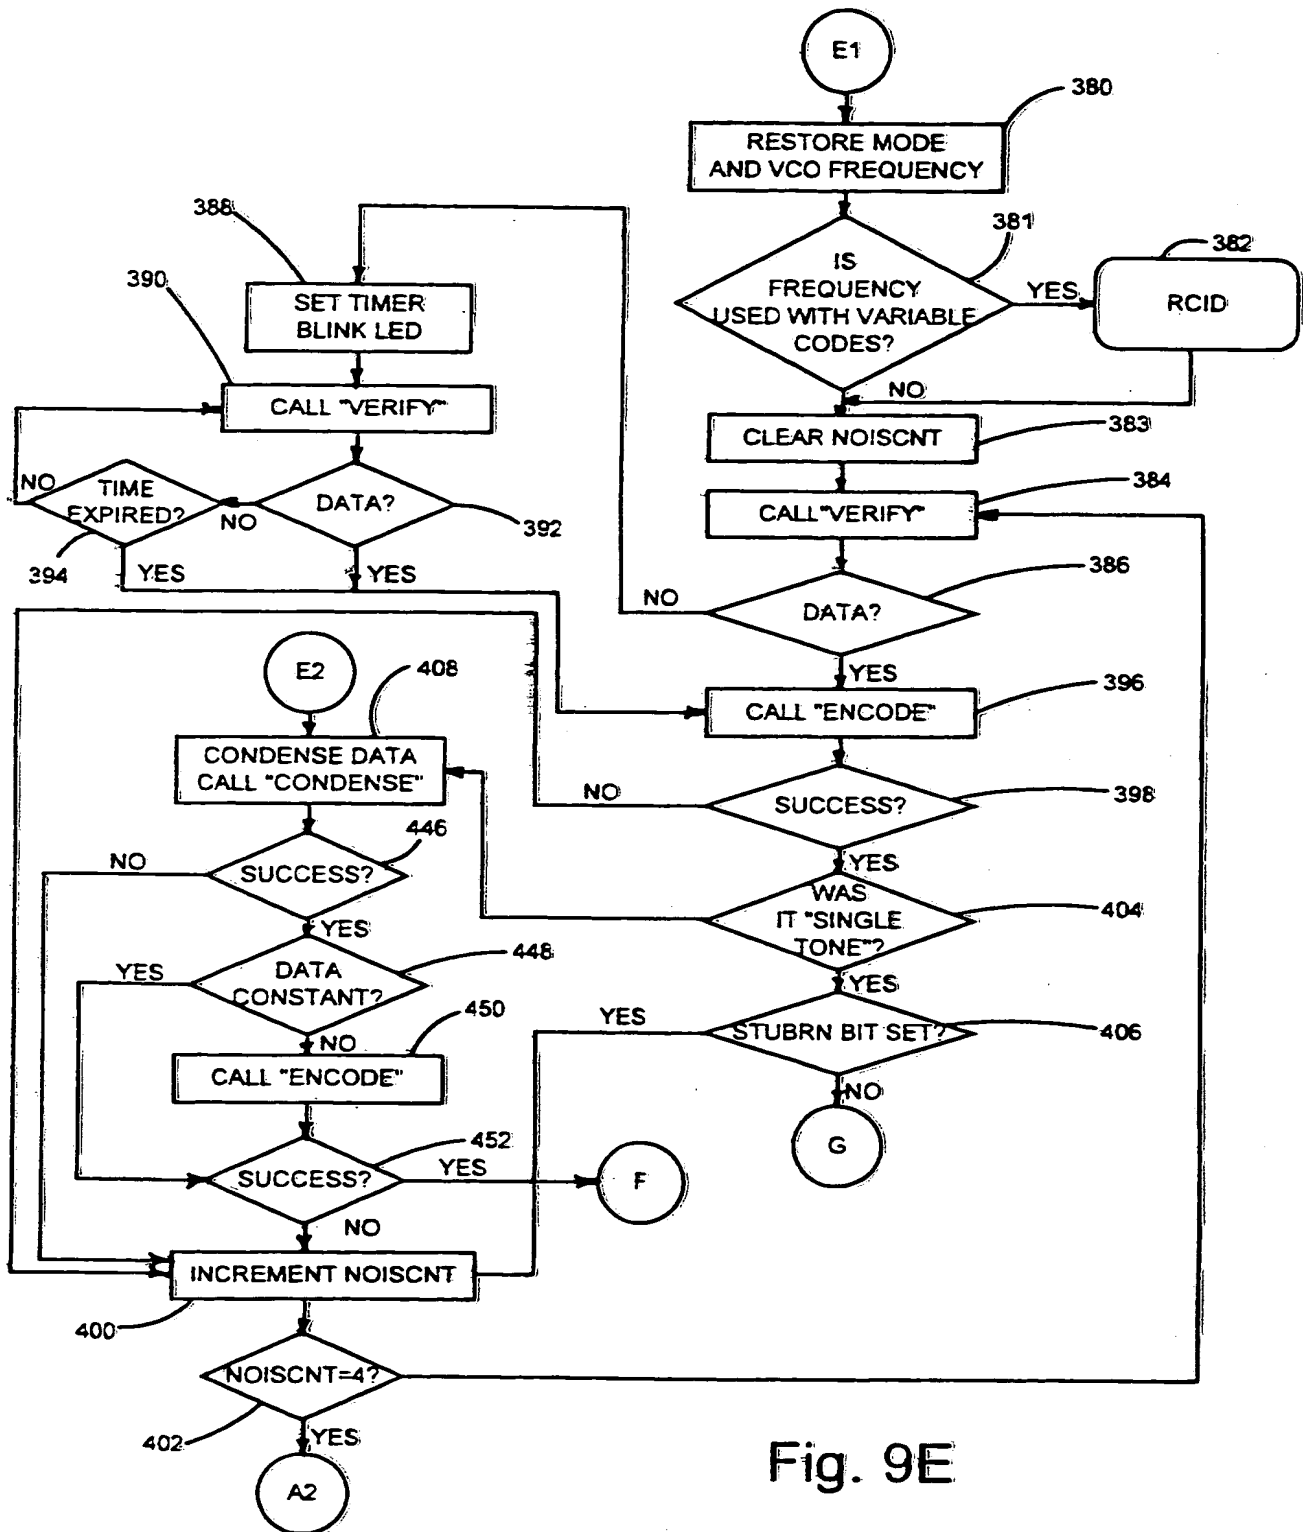 E1
380
RESTORE MODE
AND VCO FREQUENCY
381
IS
FREQUENCY
USED WITH VARIABLE
CODES?
YES
382
RCID
NO
CLEAR NOISCNT
383
384
CALL"VERIFY"
386
DATA?
NO
YES
396
CALL "ENCODE"
SUCCESS?
398
NO
YES
WAS
IT "SINGLE
TONE"?
404
YES
STUBRN BIT SET?
406
YES
NO
G
388
SET TIMER
BLINK LED
390
CALL "VERIFY"
DATA?
392
NO
TIME
EXPIRED?
NO
394
YES
YES
E2
408
CONDENSE DATA
CALL "CONDENSE"
446
SUCCESS?
NO
YES
448
DATA
CONSTANT?
YES
NO
450
CALL "ENCODE"
452
SUCCESS?
YES
F
NO
INCREMENT NOISCNT
400
NOISCNT=4?
402
YES
A2
Fig. 9E